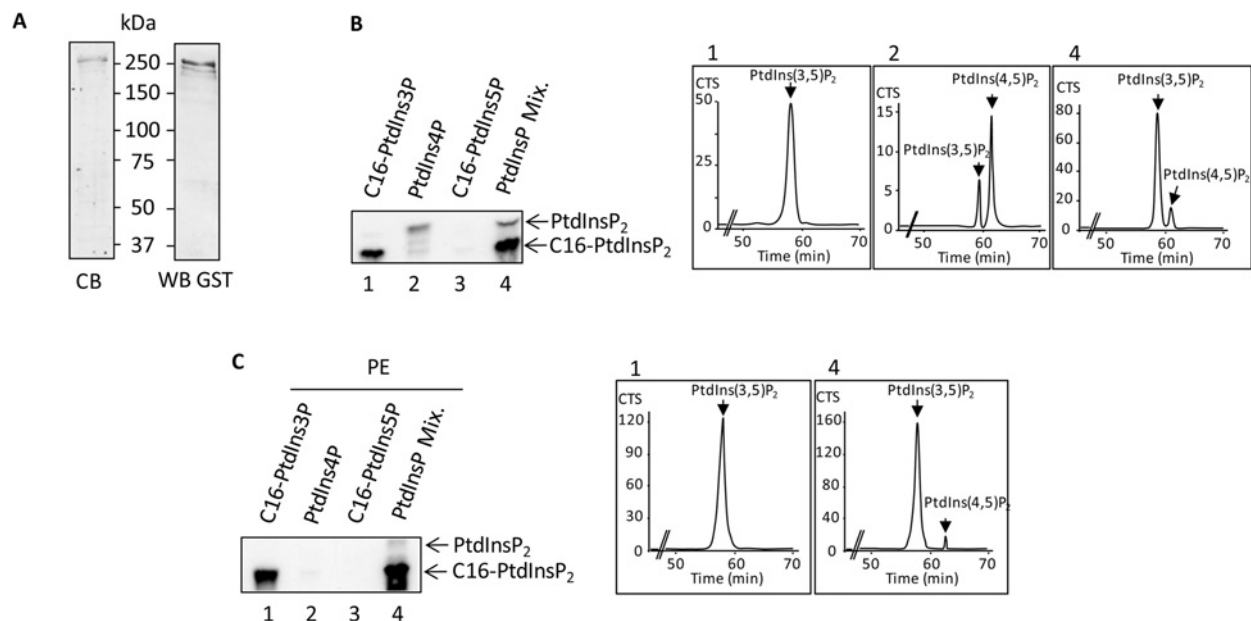 A
kDa
250
150
100
75
50
37
CB
WB GST
B
C16-PtdIns3P
PtdIns4P
C16-PtdIns5P
PtdInsP Mix.
PtdInsP2
C16-PtdInsP2
1
2
3
4
1
CTS
PtdIns(3,5)P2
50
25
0
50
60
70
Time (min)
2
CTS
PtdIns(4,5)P2
PtdIns(3,5)P2
15
10
5
0
50
60
70
Time (min)
4
CTS
PtdIns(3,5)P2
PtdIns(4,5)P2
80
60
40
20
0
50
60
70
Time (min)
C
PE
C16-PtdIns3P
PtdIns4P
C16-PtdIns5P
PtdInsP Mix.
PtdInsP2
C16-PtdInsP2
1
2
3
4
1
CTS
PtdIns(3,5)P2
120
90
60
30
0
50
60
70
Time (min)
4
CTS
PtdIns(3,5)P2
PtdIns(4,5)P2
160
120
80
40
0
50
60
70
Time (min)